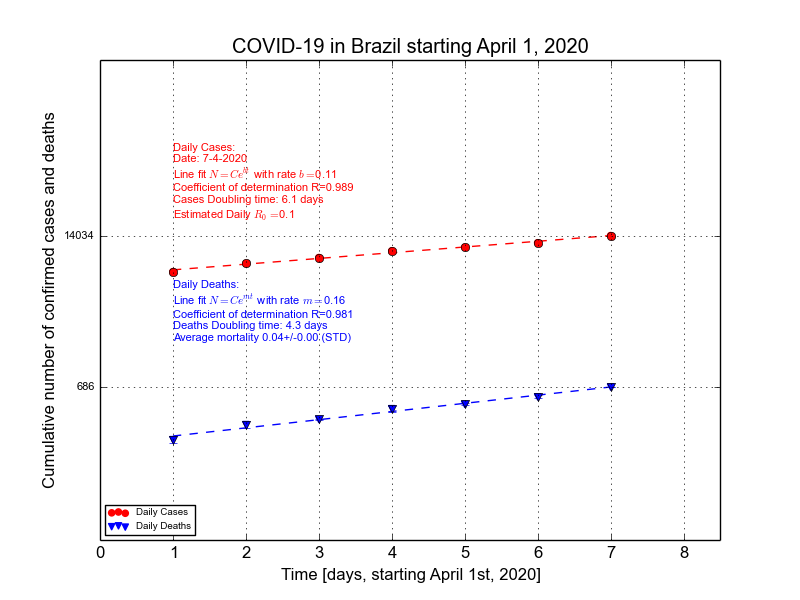 COVID-19 in Brazil starting April 1, 2020
Cumulative number of confirmed cases and deaths
14034
686
Daily Cases:
Date: 7-4-2020
Line fit N = Ce^{bt} with rate b = 0.11
Coefficient of determination R=0.989
Cases Doubling time: 6.1 days
Estimated Daily R_0 = 0.1
Daily Deaths:
Line fit N = Ce^{mt} with rate m = 0.16
Coefficient of determination R=0.981
Deaths Doubling time: 4.3 days
Average mortality 0.04+/-0.00 (STD)
Daily Cases
Daily Deaths
0 1 2 3 4 5 6 7 8
Time [days, starting April 1st, 2020]